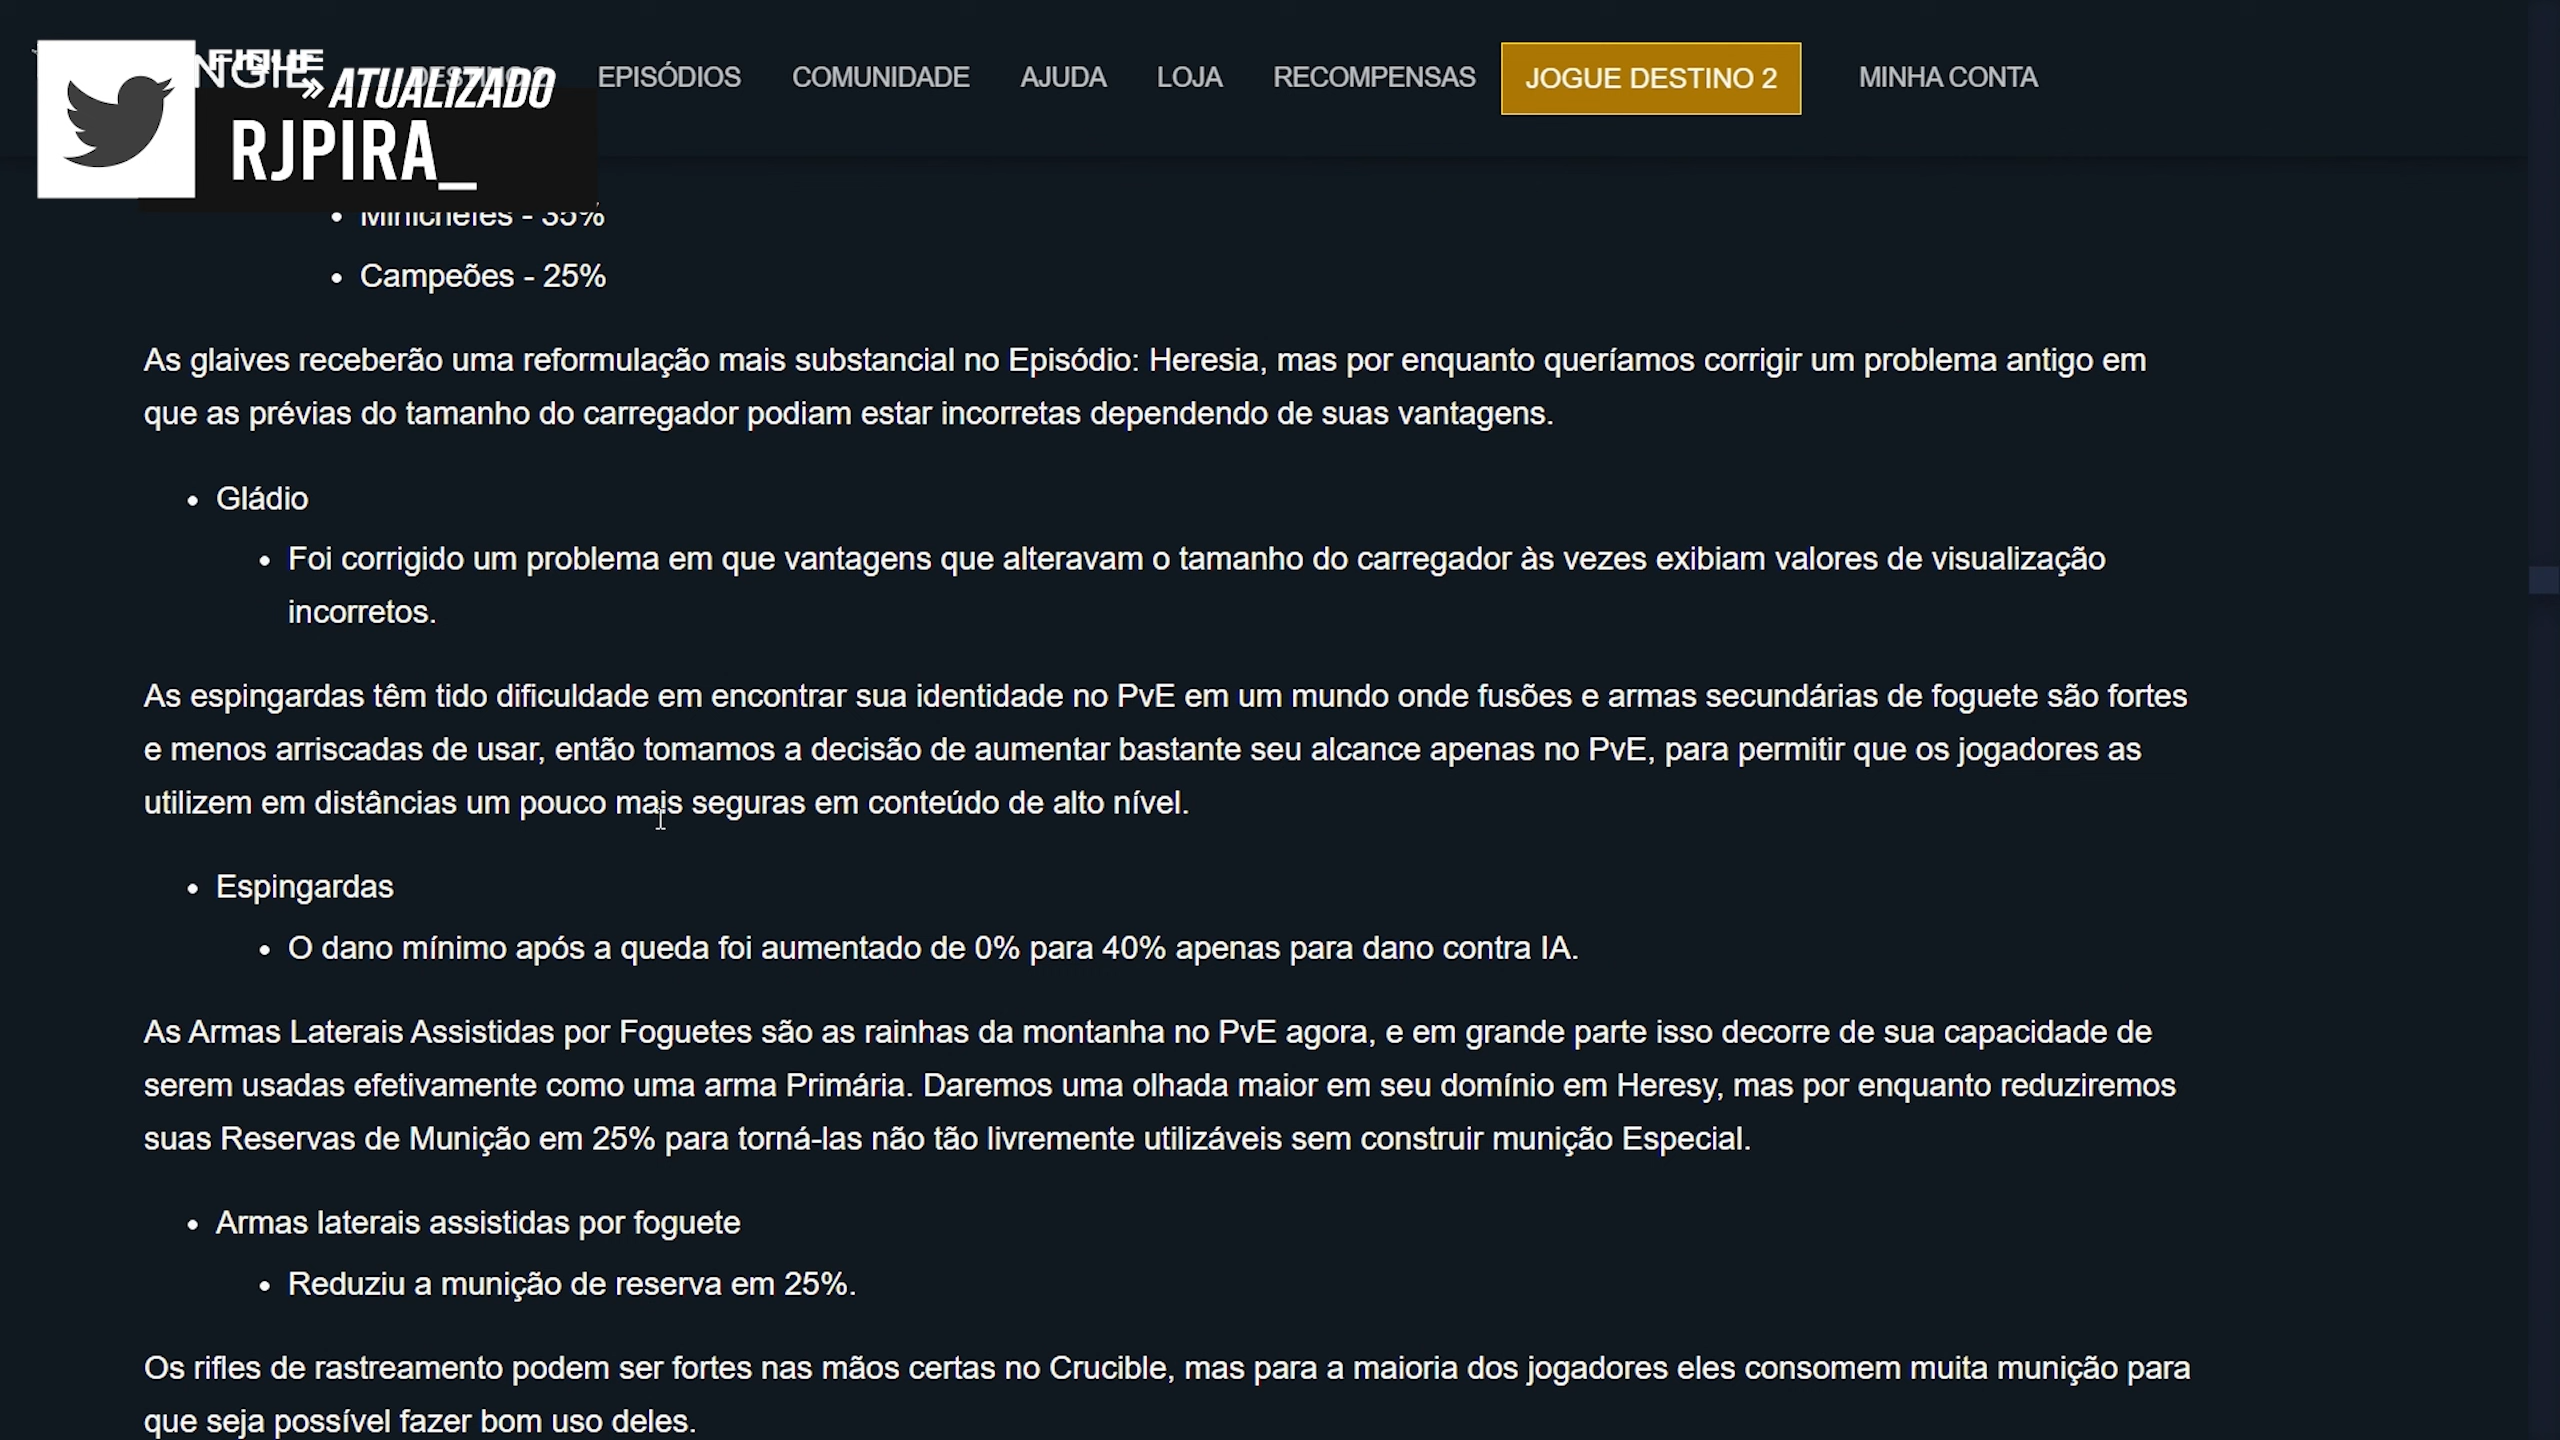 » ATUALIZADO
RJPIRA_
EPISÓDIOS COMUNIDADE AJUDA LOJA RECOMPENSAS JOGUE DESTINO 2 MINHA CONTA
• Minichefes - 35%
• Campeões - 25%
As glaives receberão uma reformulação mais substancial no Episódio: Heresia, mas por enquanto queríamos corrigir um problema antigo em
que as prévias do tamanho do carregador podiam estar incorretas dependendo de suas vantagens.
• Gládio
• Foi corrigido um problema em que vantagens que alteravam o tamanho do carregador às vezes exibiam valores de visualização
incorretos.
As espingardas têm tido dificuldade em encontrar sua identidade no PvE em um mundo onde fusões e armas secundárias de foguete são fortes
e menos arriscadas de usar, então tomamos a decisão de aumentar bastante seu alcance apenas no PvE, para permitir que os jogadores as
utilizem em distâncias um pouco mais seguras em conteúdo de alto nível.
• Espingardas
• O dano mínimo após a queda foi aumentado de 0% para 40% apenas para dano contra IA.
As Armas Laterais Assistidas por Foguetes são as rainhas da montanha no PvE agora, e em grande parte isso decorre de sua capacidade de
serem usadas efetivamente como uma arma Primária. Daremos uma olhada maior em seu domínio em Heresy, mas por enquanto reduziremos
suas Reservas de Munição em 25% para torná-las não tão livremente utilizáveis sem construir munição Especial.
• Armas laterais assistidas por foguete
• Reduziu a munição de reserva em 25%.
Os rifles de rastreamento podem ser fortes nas mãos certas no Crucible, mas para a maioria dos jogadores eles consomem muita munição para
que seja possível fazer bom uso deles.